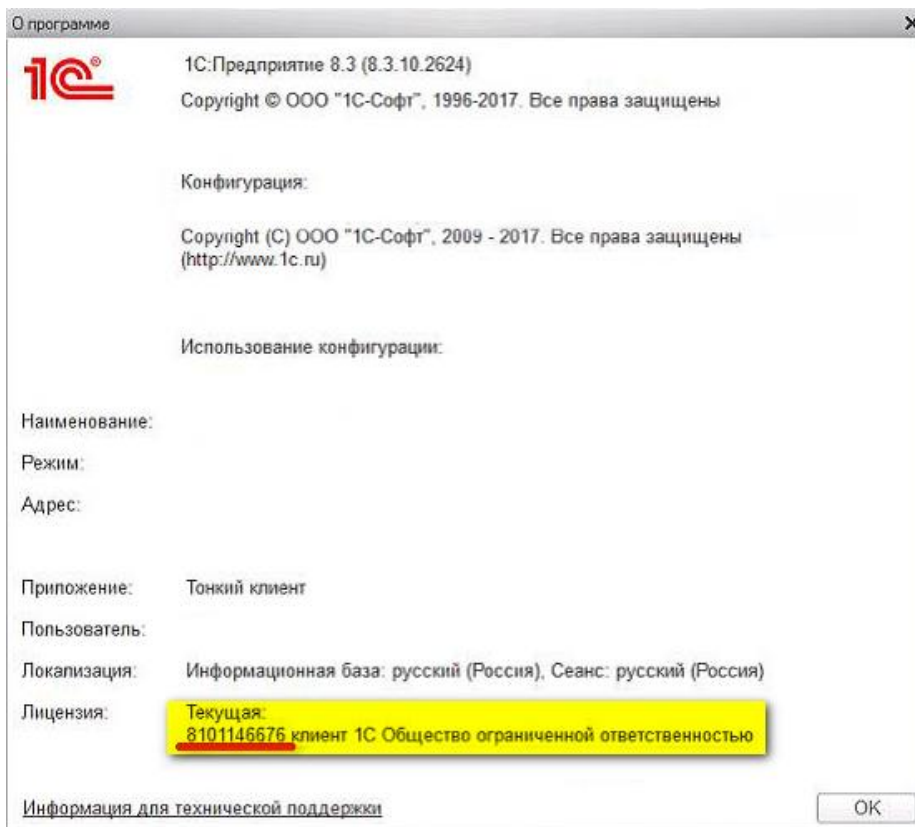 О программе
1С:Предприятие 8.3 (8.3.10.2624)
Copyright © ООО "1С-Софт", 1996-2017. Все права защищены
Конфигурация:
Copyright (C) ООО "1С-Софт", 2009 - 2017. Все права защищены
(http://www.1c.ru)
Использование конфигурации:
Наименование:
Режим:
Адрес:
Приложение: Тонкий клиент
Пользователь:
Локализация: Информационная база: русский (Россия), Сеанс: русский (Россия)
Лицензия: Текущая:
8101146676 клиент 1С Общество ограниченной ответственностью
Информация для технической поддержки
OK